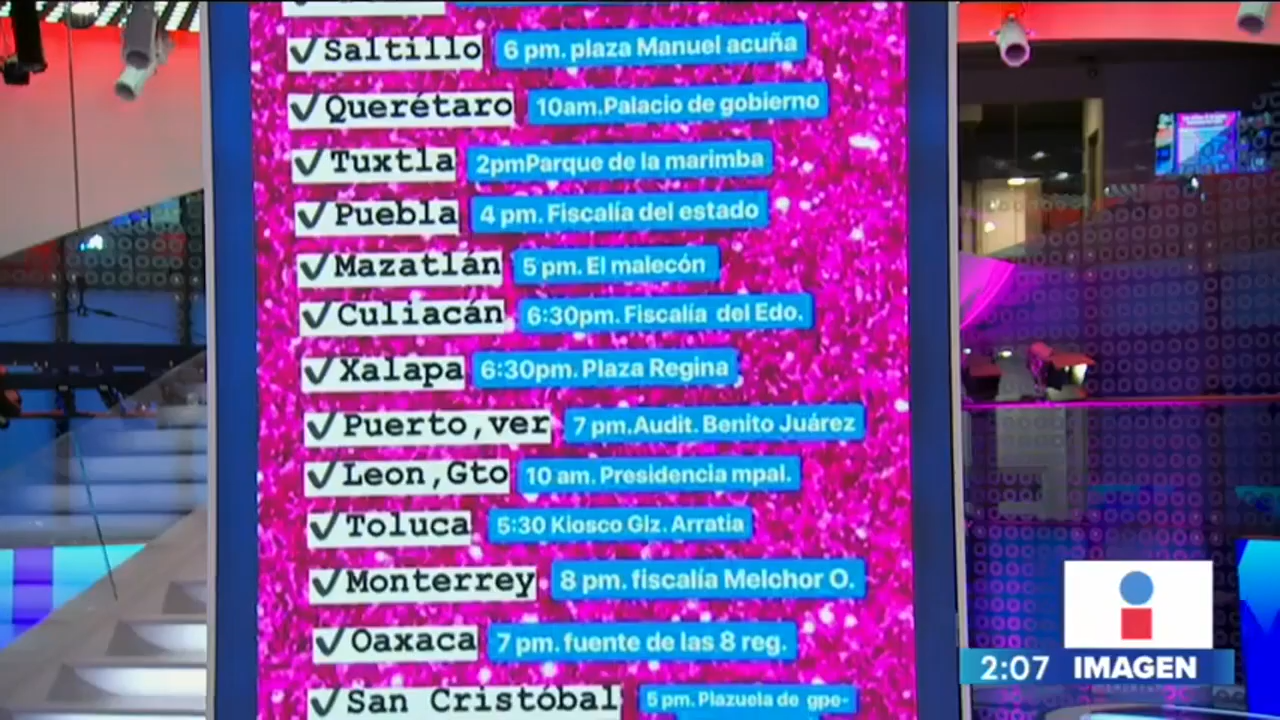 ✓Saltillo 6 pm. plaza Manuel acuña
✓Querétaro 10am.Palacio de gobierno
✓Tuxtla 2pmParque de la marimba
✓Puebla 4 pm. Fiscalía del estado
✓Mazatlán 5 pm. El malecón
✓Culiacán 6:30pm. Fiscalía del Edo.
✓Xalapa 6:30pm. Plaza Regina
✓Puerto,ver 7 pm.Audit. Benito Juárez
✓Leon,Gto 10 am. Presidencia mpal.
✓Toluca 5:30 Kiosco Glz. Arratia
✓Monterrey 8 pm. fiscalía Melchor O.
✓Oaxaca 7 pm. fuente de las 8 reg.
✓San Cristóbal 5 pm. Plazuela de gpe-
2:07 IMAGEN